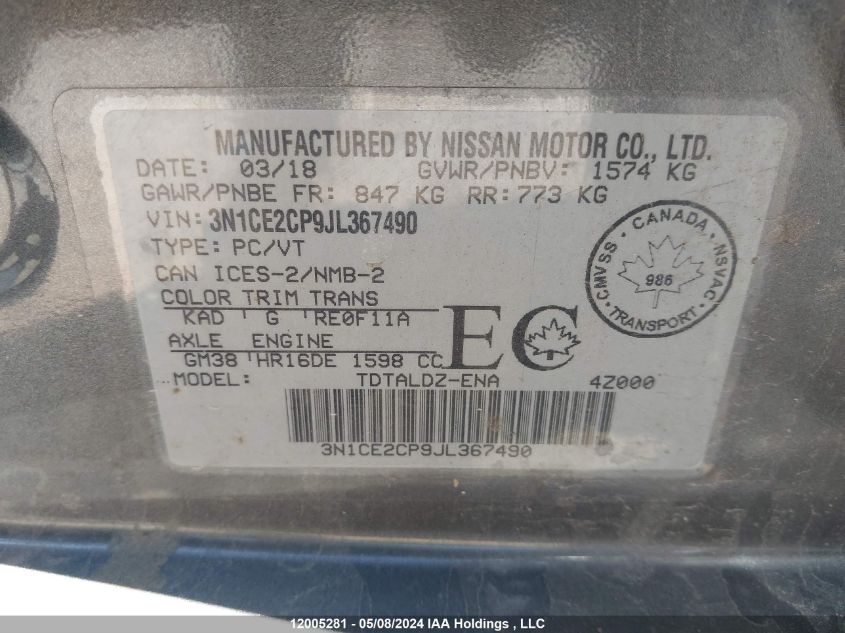 MANUFACTURED BY NISSAN MOTOR CO., LTD.
DATE: 03/18 GVWR/PNBV: 1574 KG
GAWR/PNBE FR: 847 KG RR: 773 KG
VIN: 3N1CE2CP9JL367490
TYPE: PC/VT
CAN ICES-2/NMB-2
COLOR TRIM TRANS
KAD G RE0F11A
AXLE ENGINE
GM38 HR16DE 1598 CC
EC
MODEL: TDTALDZ-ENA 4Z000
3N1CE2CP9JL367490
CANADA
CMVSS 986 NSVAC
TRANSPORT
12005281 - 05/08/2024 IAA Holdings , LLC